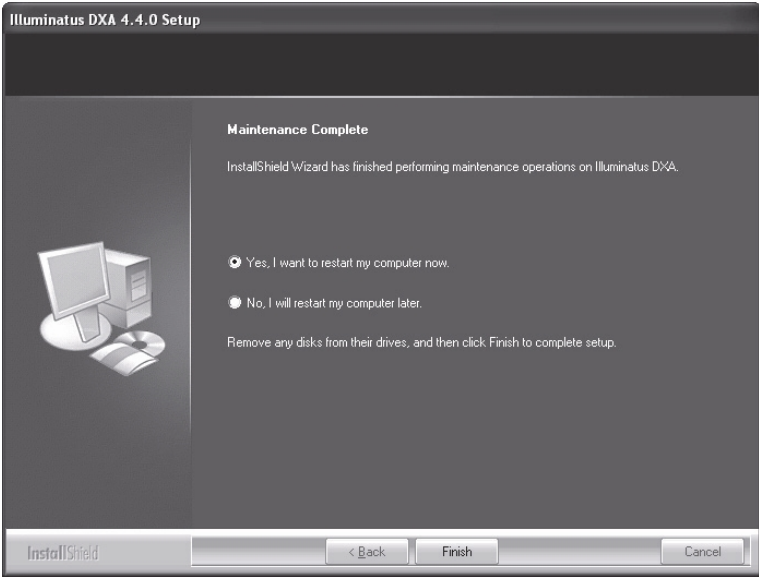 Illuminatus DXA 4.4.0 Setup
Maintenance Complete
InstallShield Wizard has finished performing maintenance operations on Illuminatus DXA.
Yes, I want to restart my computer now.
No, I will restart my computer later.
Remove any disks from their drives, and then click Finish to complete setup.
InstallShield
< Back
Finish
Cancel